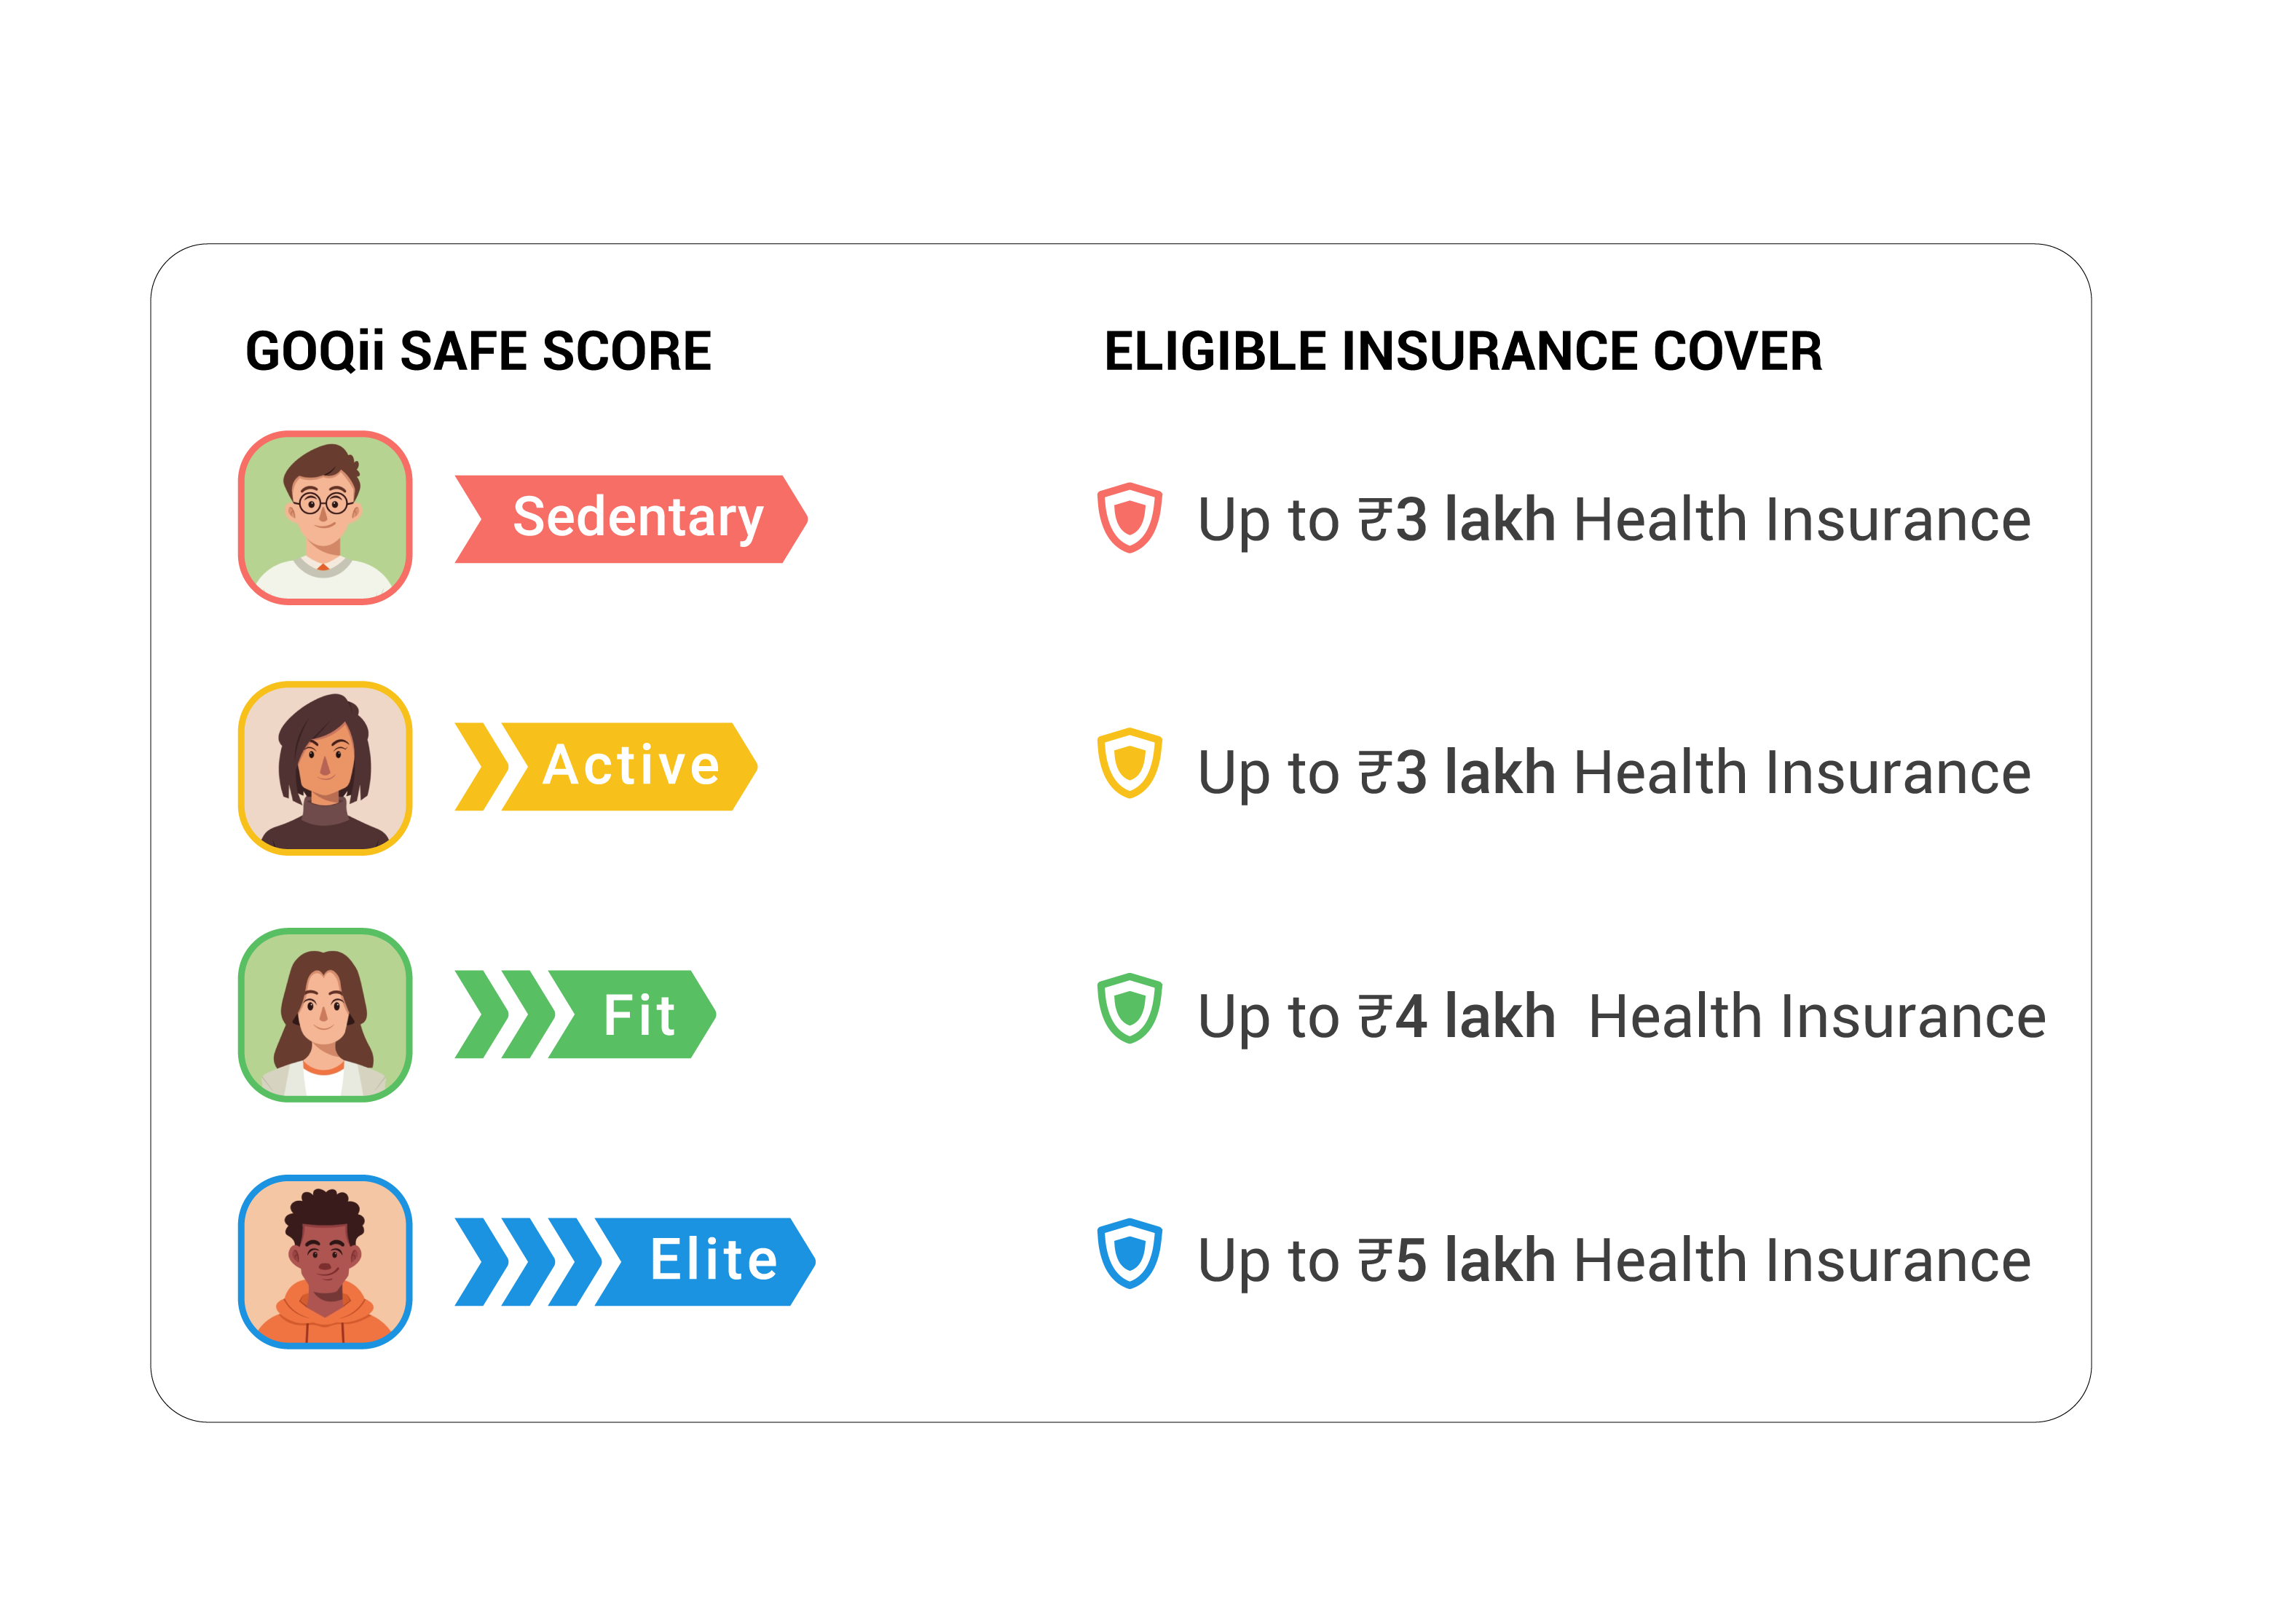 GOQii SAFE SCORE
ELIGIBLE INSURANCE COVER
Sedentary
Up to ₹3 lakh Health Insurance
Active
Up to ₹3 lakh Health Insurance
Fit
Up to ₹4 lakh Health Insurance
Elite
Up to ₹5 lakh Health Insurance